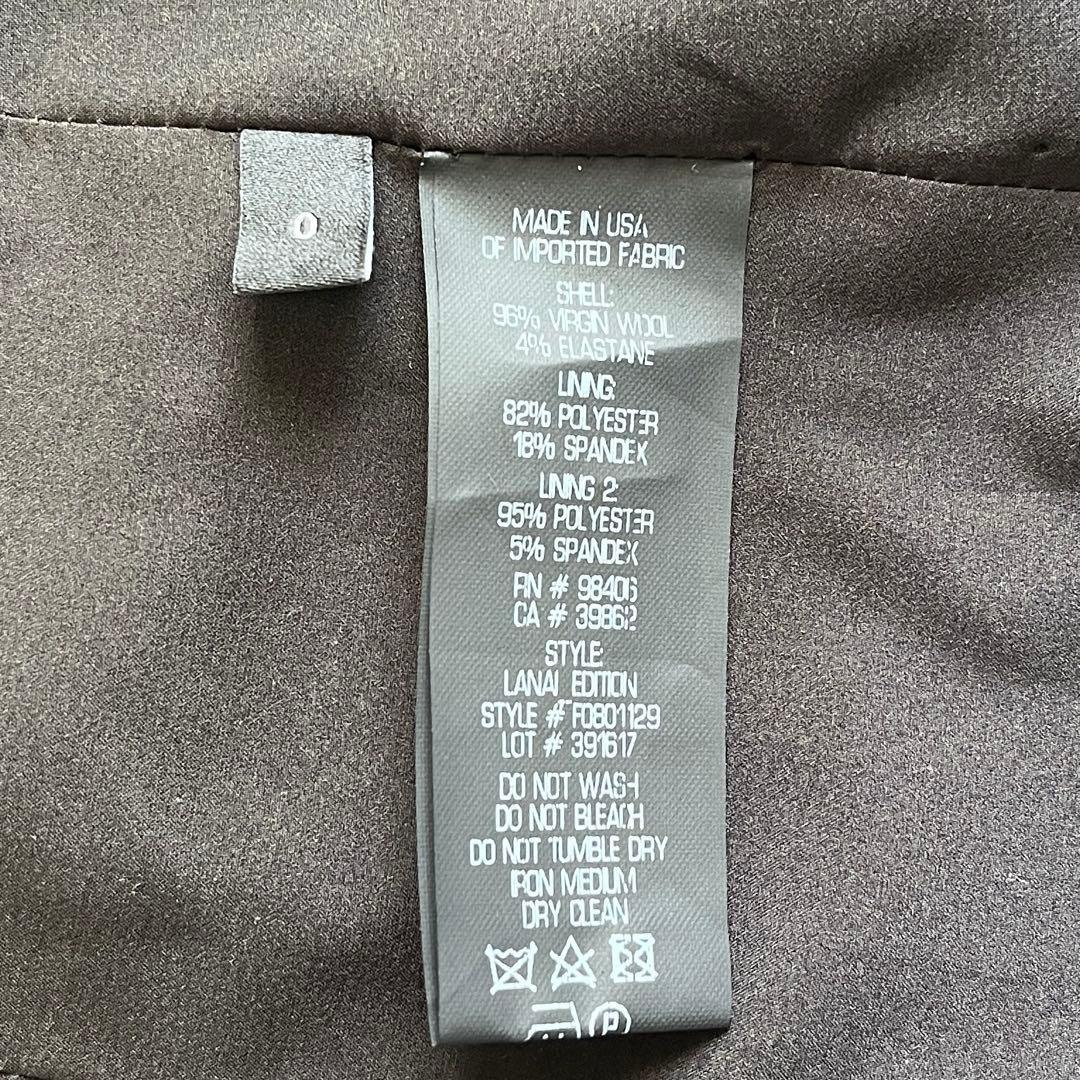 0
MADE IN USA
OF IMPORTED FABRIC
SHELL:
96% VIRGIN WOOL
4% ELASTANE
LINING:
82% POLYESTER
18% SPANDEX
LINING 2:
95% POLYESTER
5% SPANDEX
RN # 98406
CA # 39862
STYLE:
LANAI EDITION
STYLE # F0801129
LOT # 391617
DO NOT WASH
DO NOT BLEACH
DO NOT TUMBLE DRY
IRON MEDIUM
DRY CLEAN
P